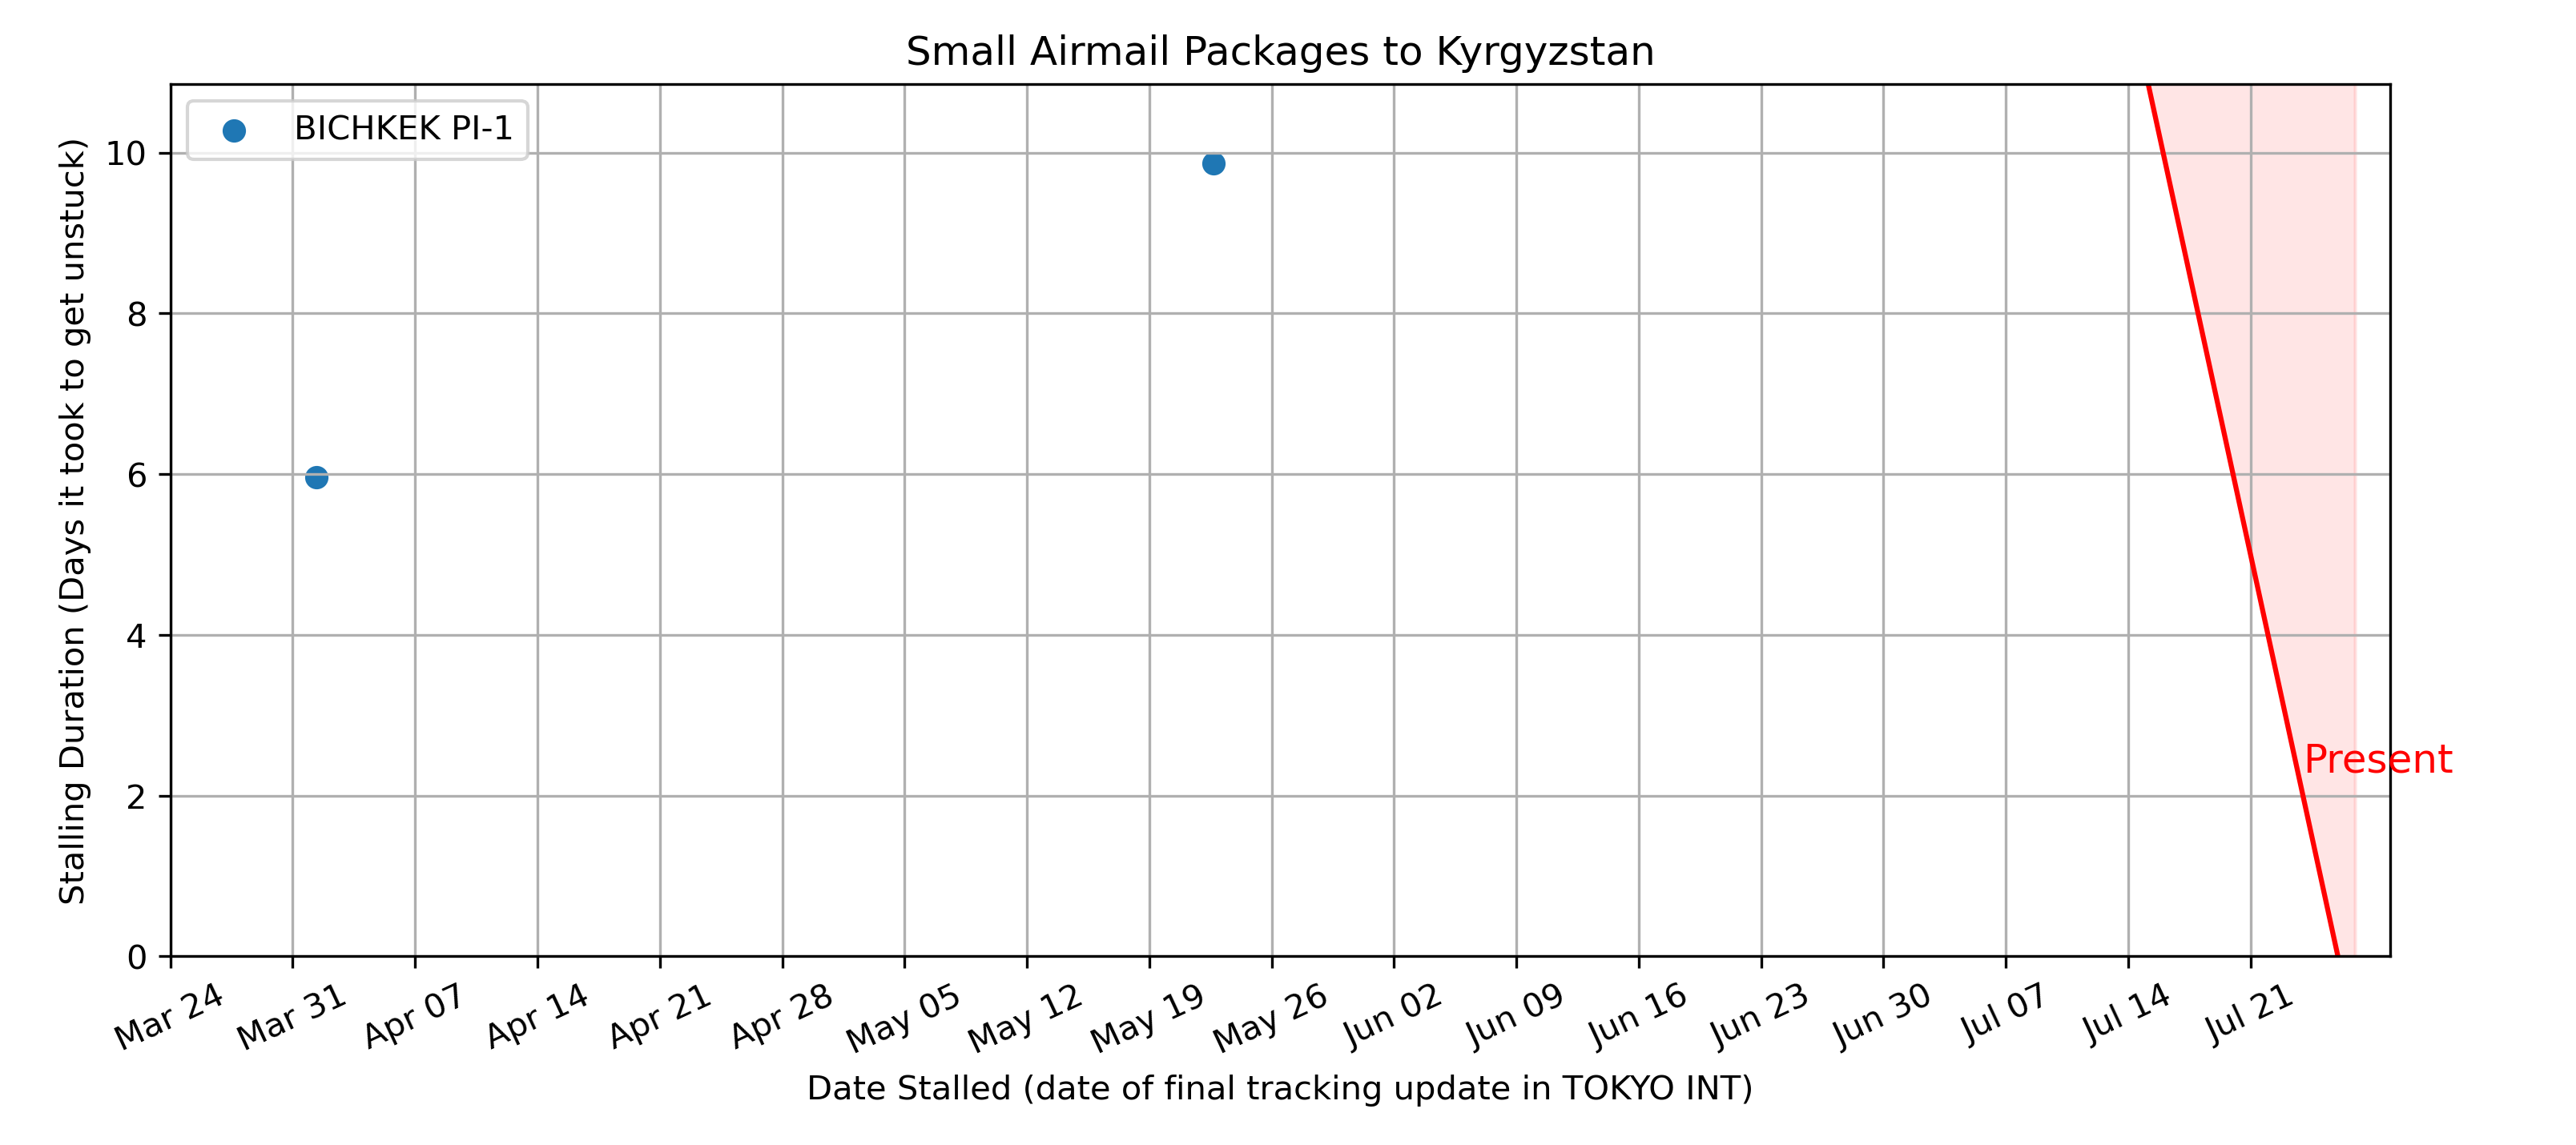 Small Airmail Packages to Kyrgyzstan
BICHKEK PI-1
Stalling Duration (Days it took to get unstuck)
10
8
6
4
2
0
Present
Mar 24
Mar 31
Apr 07
Apr 14
Apr 21
Apr 28
May 05
May 12
May 19
May 26
Jun 02
Jun 09
Jun 16
Jun 23
Jun 30
Jul 07
Jul 14
Jul 21
Date Stalled (date of final tracking update in TOKYO INT)